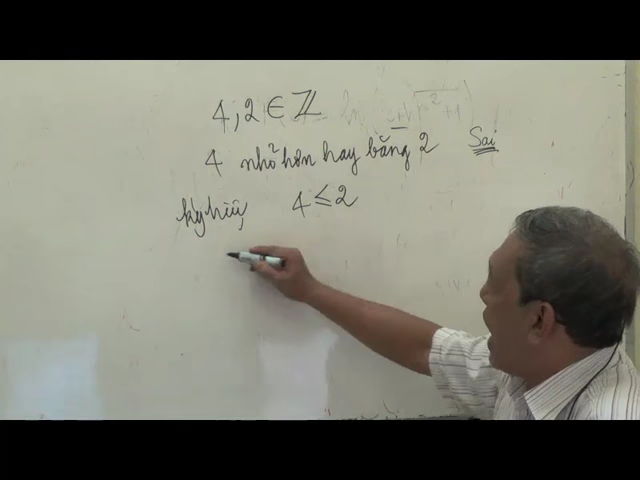 4, 2 ∈ ℤ
4 nhỏ hơn hay bằng 2 Sai
ký hiệu 4 ≤ 2